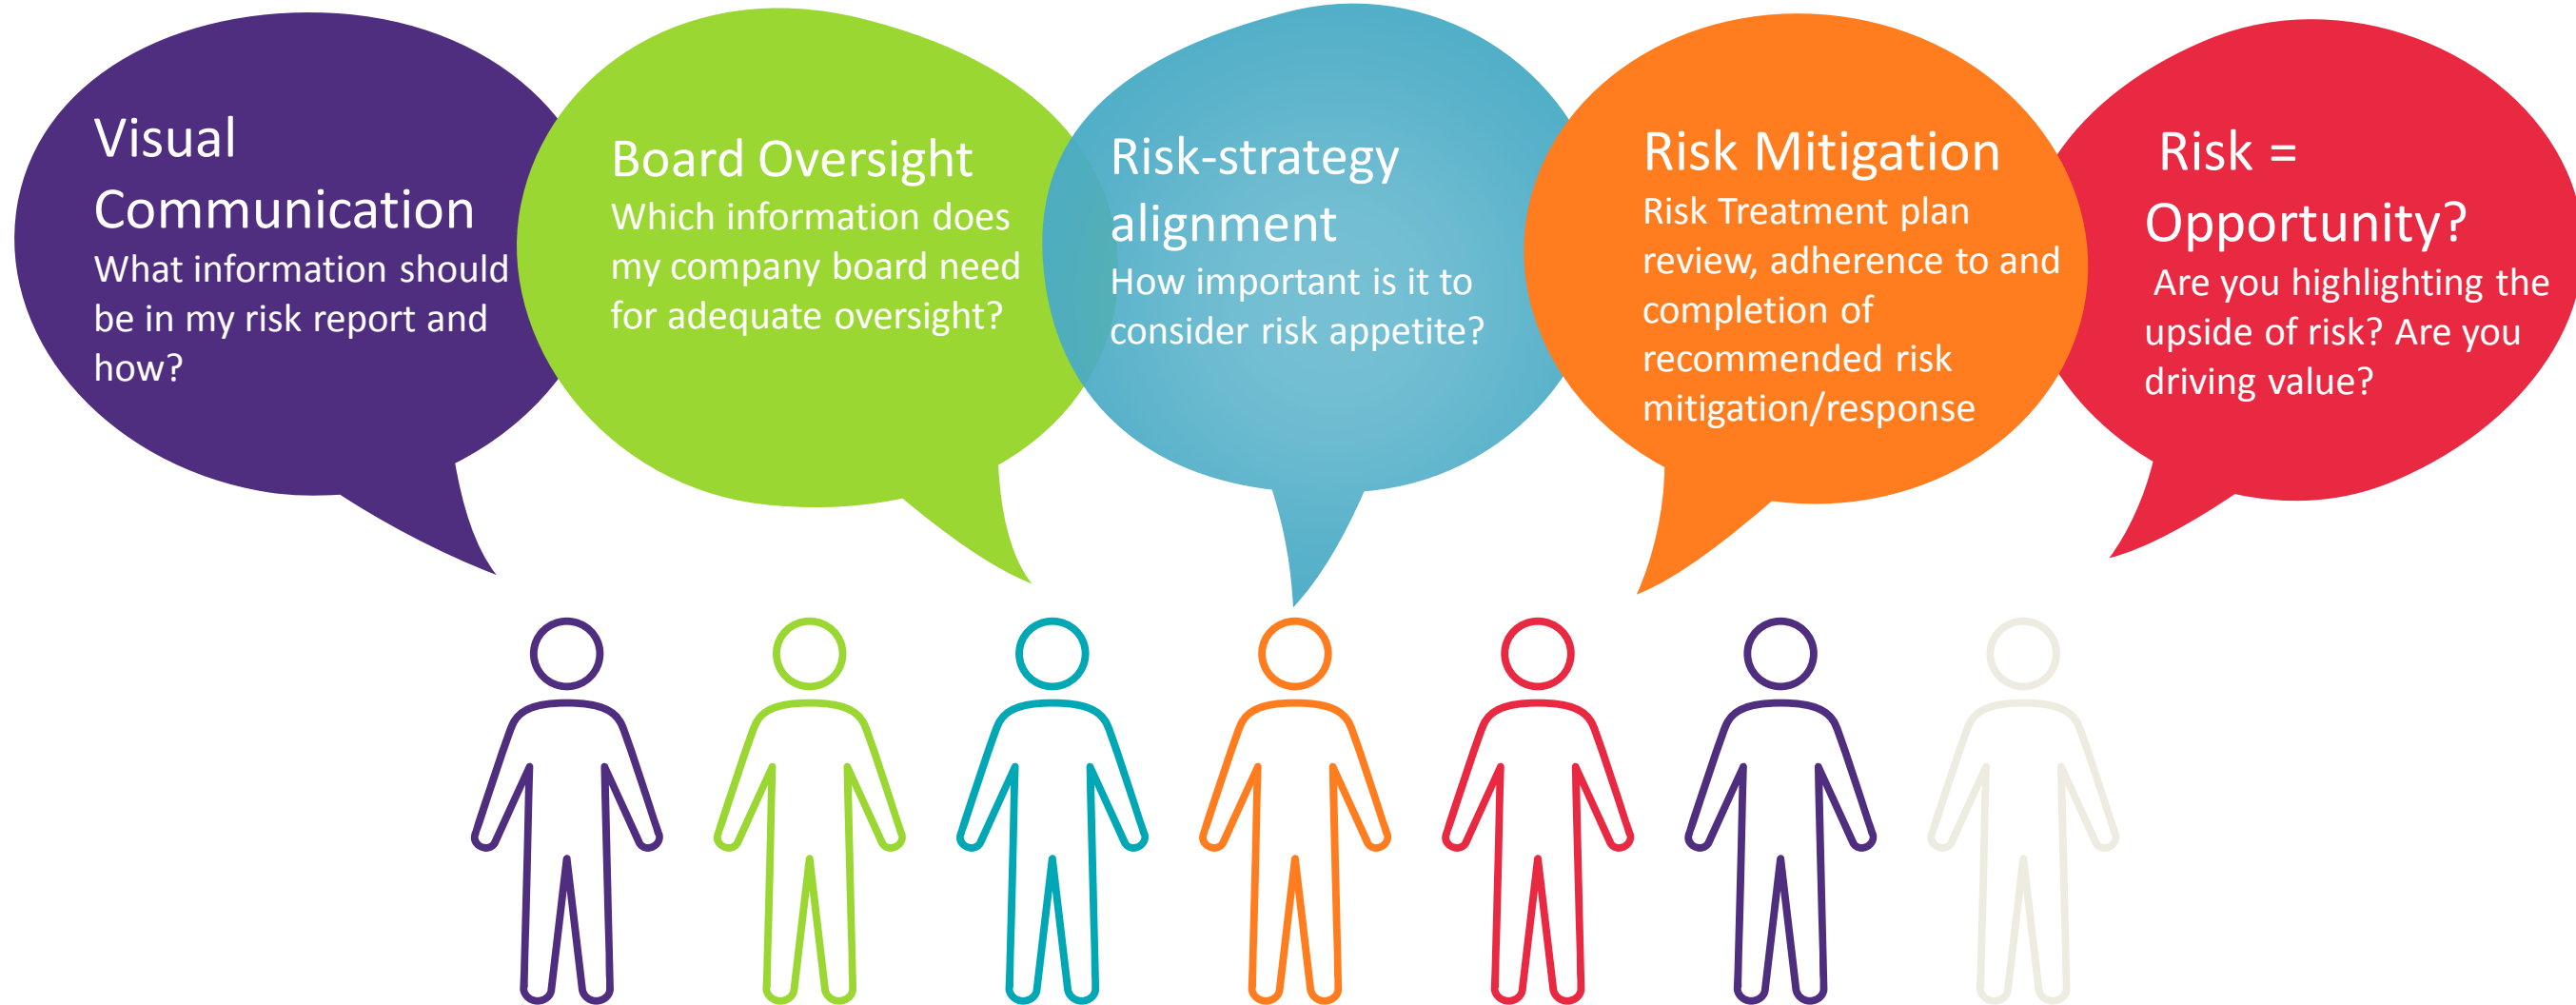 Visual
Communication
What information should
be in my risk report and
how?
Board Oversight
Which information does
my company board need
for adequate oversight?
Risk-strategy
alignment
How important is it to
consider risk appetite?
Risk Mitigation
Risk Treatment plan
review, adherence to and
completion of
recommended risk
mitigation/response
Risk =
Opportunity?
Are you highlighting the
upside of risk? Are you
driving value?